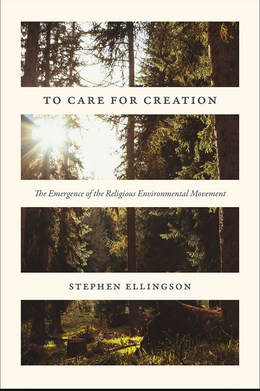 TO CARE FOR CREATION
The Emergence of the Religious Environmental Movement
STEPHEN ELLINGSON